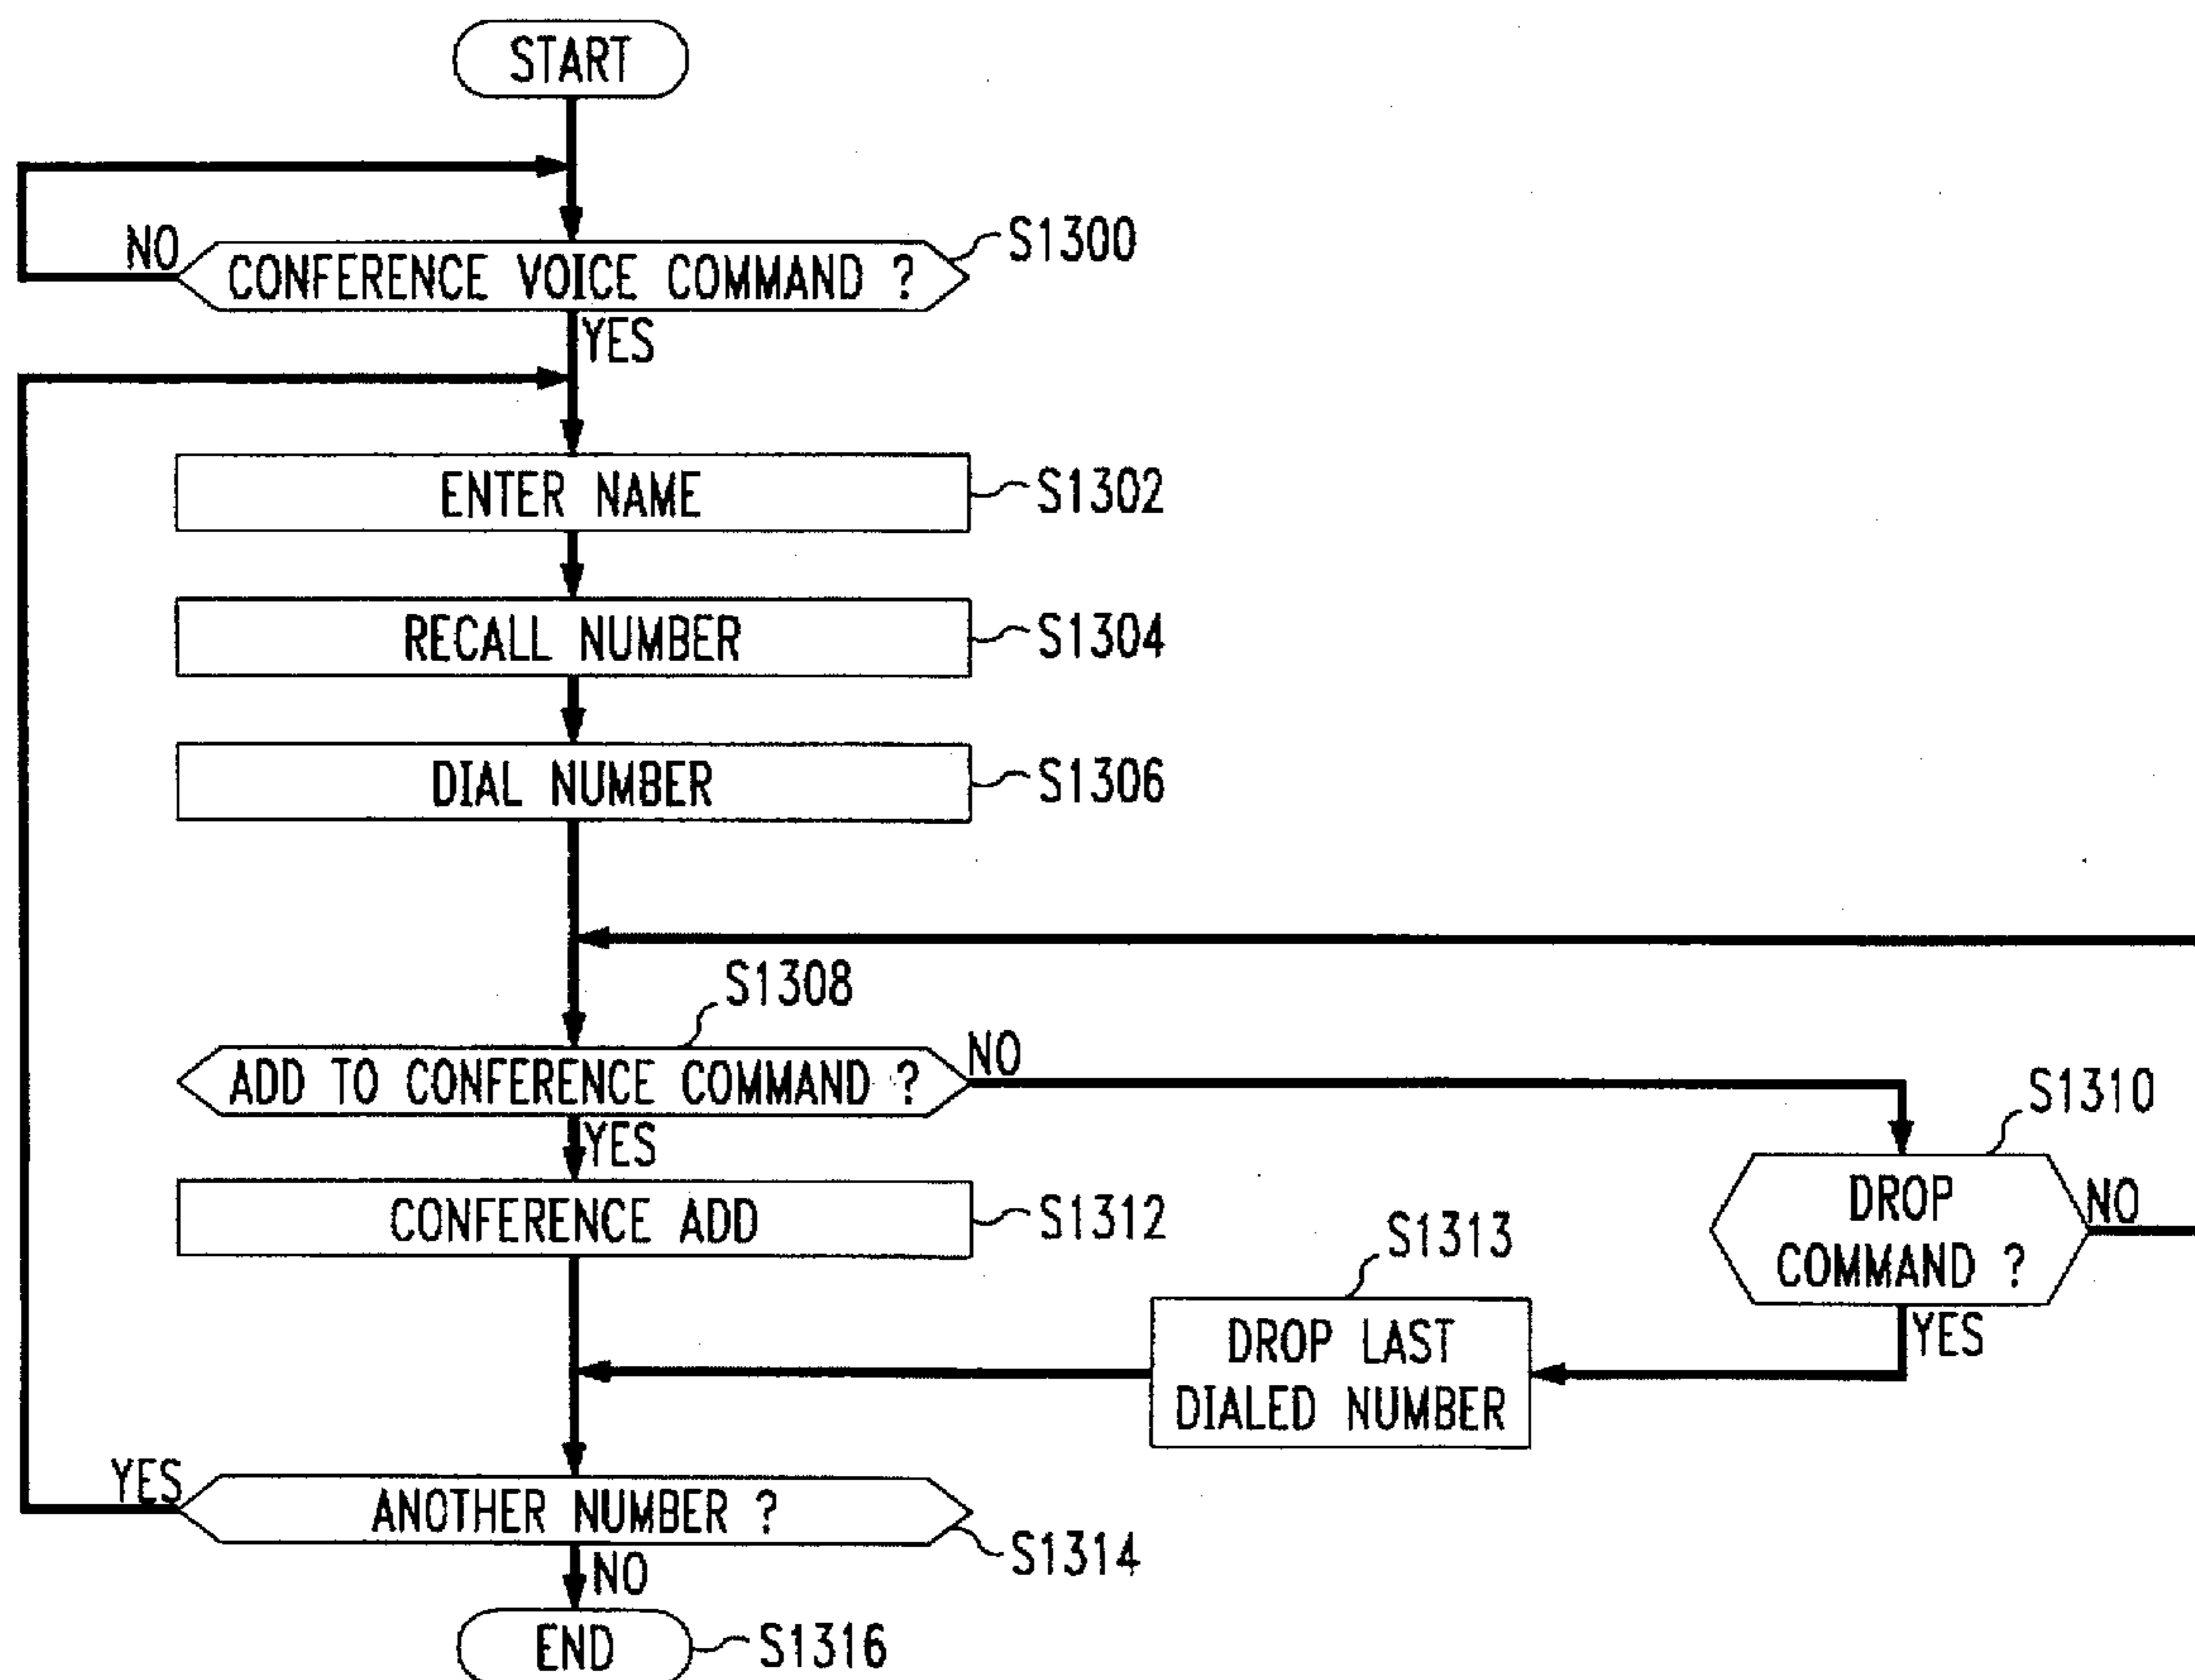 START
NO
CONFERENCE VOICE COMMAND ?
S1300
YES
ENTER NAME
S1302
RECALL NUMBER
S1304
DIAL NUMBER
S1306
S1308
ADD TO CONFERENCE COMMAND ?
NO
YES
S1310
DROP
COMMAND ?
NO
YES
CONFERENCE ADD
S1312
S1313
DROP LAST
DIALED NUMBER
YES
ANOTHER NUMBER ?
S1314
NO
END
S1316